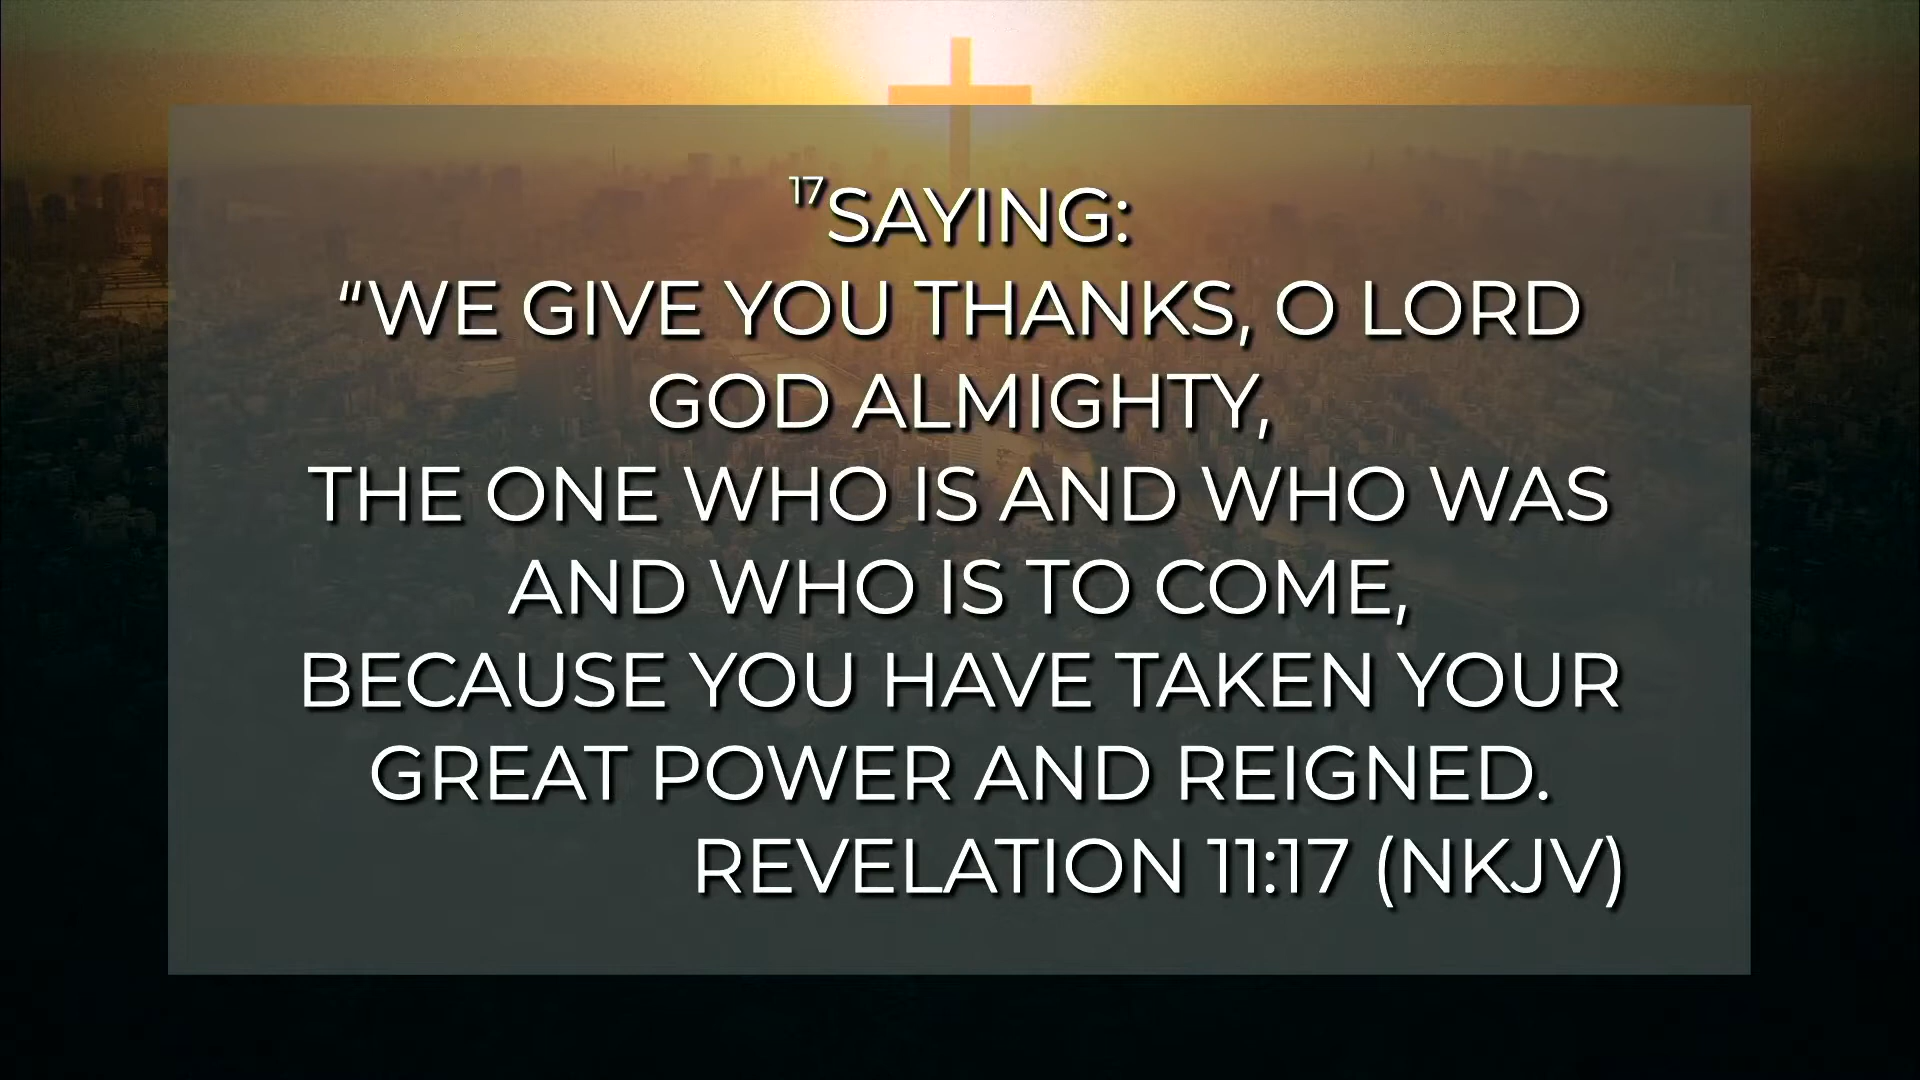 ¹⁷SAYING:
“WE GIVE YOU THANKS, O LORD
GOD ALMIGHTY,
THE ONE WHO IS AND WHO WAS
AND WHO IS TO COME,
BECAUSE YOU HAVE TAKEN YOUR
GREAT POWER AND REIGNED.
REVELATION 11:17 (NKJV)